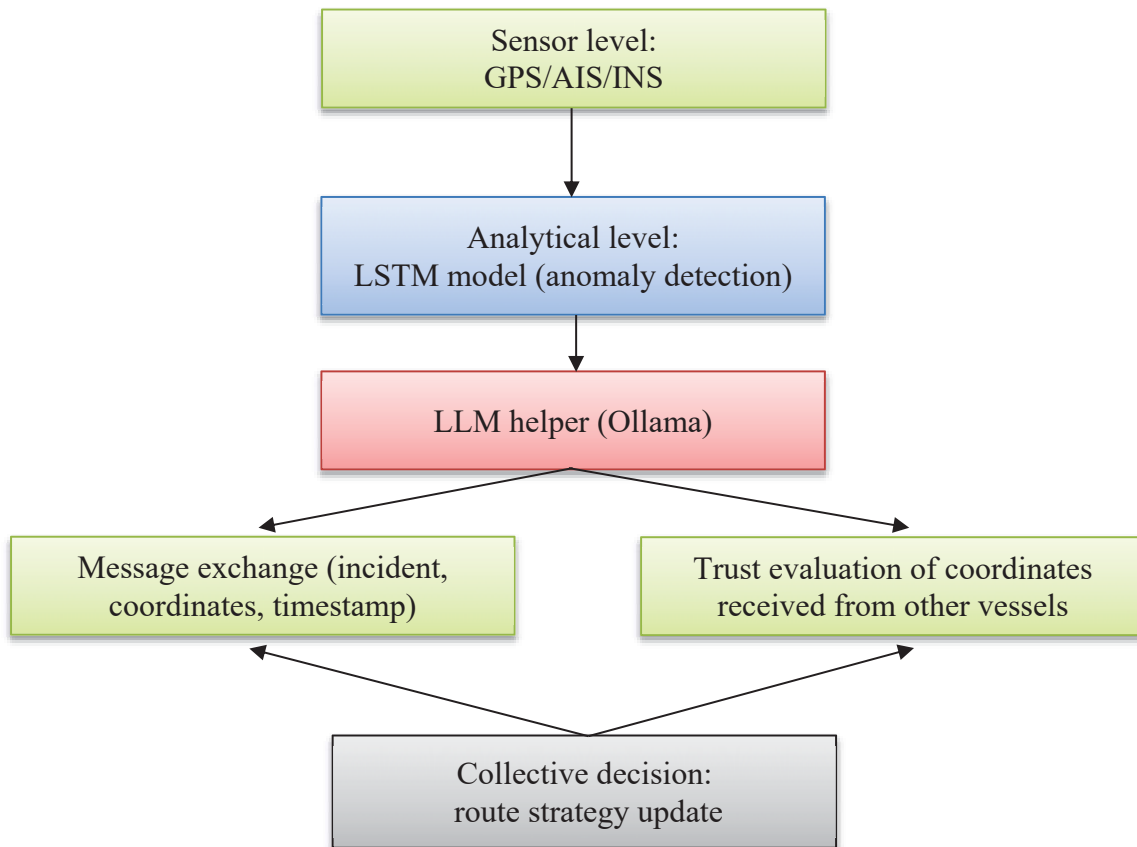 Sensor level:
GPS/AIS/INS
Analytical level:
LSTM model (anomaly detection)
LLM helper (Ollama)
Message exchange (incident,
coordinates, timestamp)
Trust evaluation of coordinates
received from other vessels
Collective decision:
route strategy update